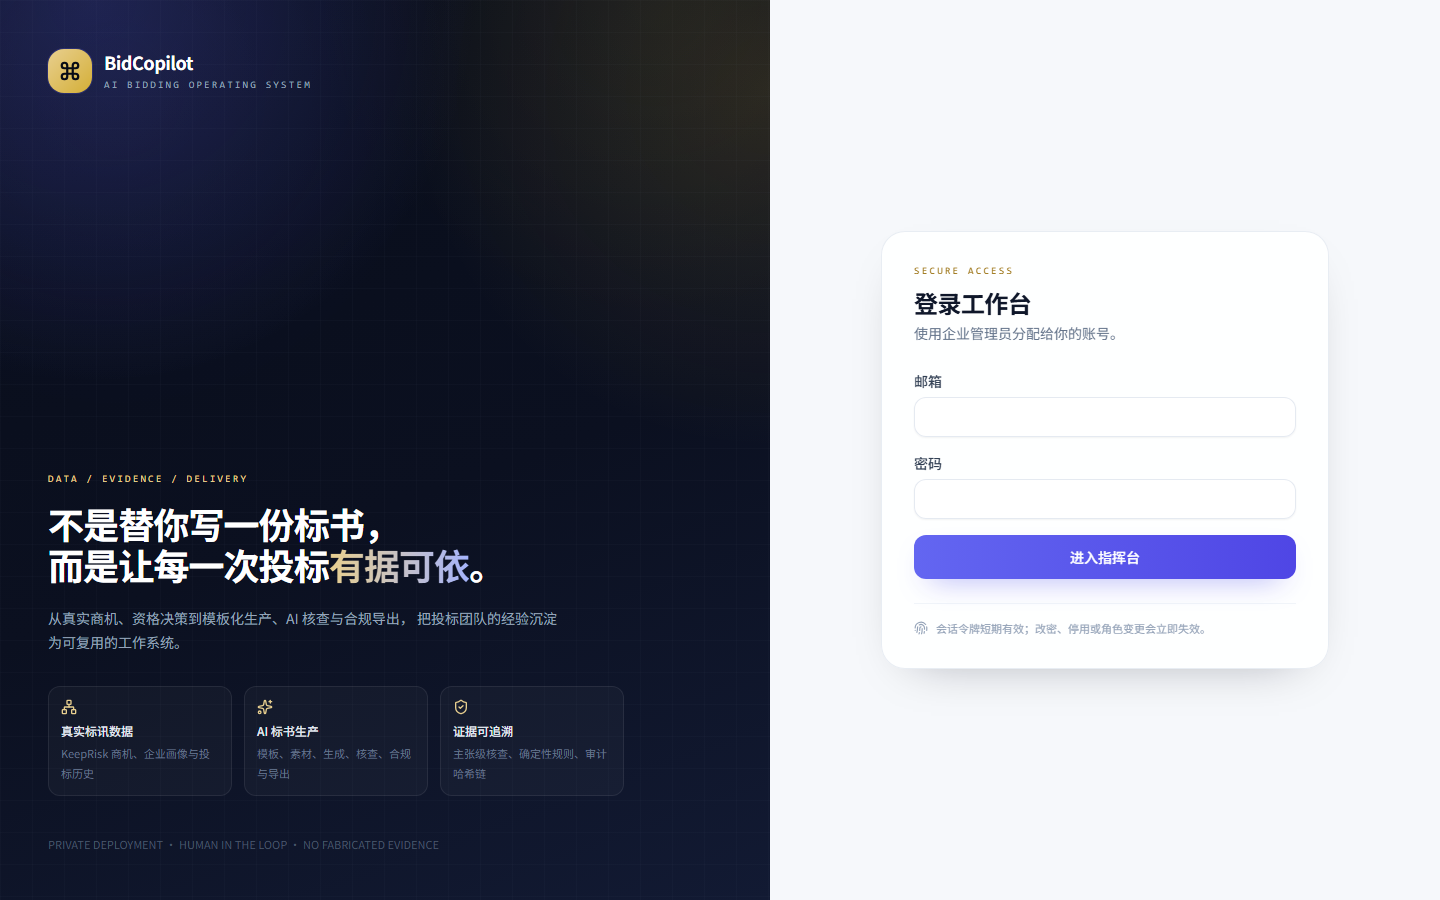 BidCopilot
AI BIDDING OPERATING SYSTEM
DATA / EVIDENCE / DELIVERY
不是替你写一份标书，
而是让每一次投标有据可依。
从真实商机、资格决策到模板化生产、AI 核查与合规导出， 把投标团队的经验沉淀
为可复用的工作系统。
真实标讯数据
KeepRisk 商机、企业画像与投
标历史
AI 标书生产
模板、素材、生成、核查、合规
与导出
证据可追溯
主张级核查、确定性规则、审计
哈希链
PRIVATE DEPLOYMENT • HUMAN IN THE LOOP • NO FABRICATED EVIDENCE
SECURE ACCESS
登录工作台
使用企业管理员分配给你的账号。
邮箱
密码
进入指挥台
会话令牌短期有效；改密、停用或角色变更会立即失效。